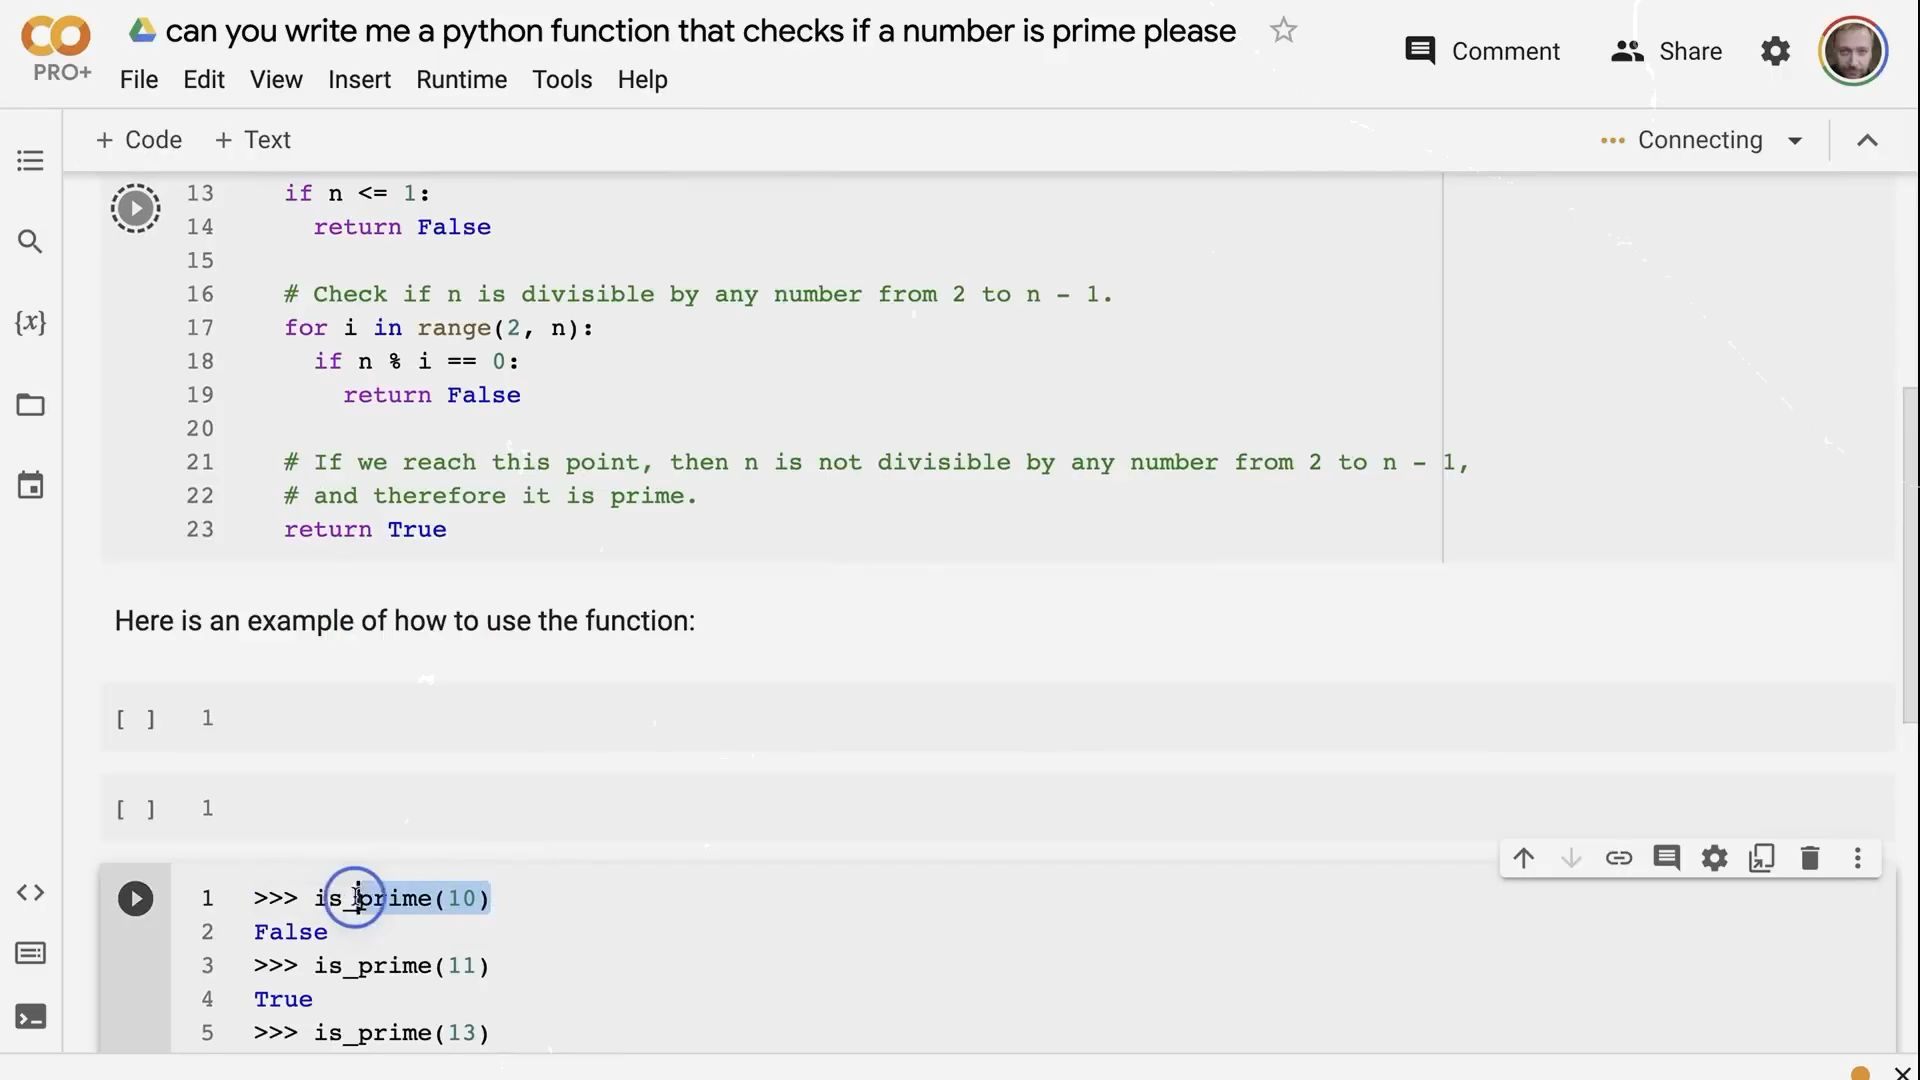 can you write me a python function that checks if a number is prime please
Comment
Share
PRO+
File Edit View Insert Runtime Tools Help
+ Code + Text
Connecting
13 if n <= 1:
14 return False
15
16 # Check if n is divisible by any number from 2 to n - 1.
17 for i in range(2, n):
18 if n % i == 0:
19 return False
20
21 # If we reach this point, then n is not divisible by any number from 2 to n - 1,
22 # and therefore it is prime.
23 return True
Here is an example of how to use the function:
[ ] 1
[ ] 1
1 >>> is_prime(10)
2 False
3 >>> is_prime(11)
4 True
5 >>> is_prime(13)